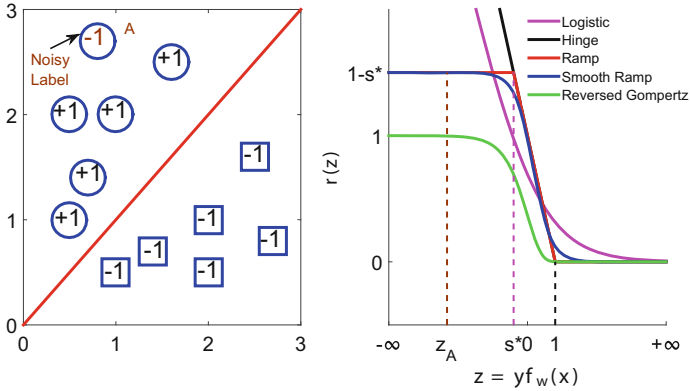 3
2
1
0
0
1
2
3
-1
A
Noisy
Label
+1
+1
+1
+1
+1
-1
-1
-1
-1
-1
-1
r(z)
1-s*
1
0
Logistic
Hinge
Ramp
Smooth Ramp
Reversed Gompertz
-∞
z_A
s*
0
1
+∞
z = yf_w(x)